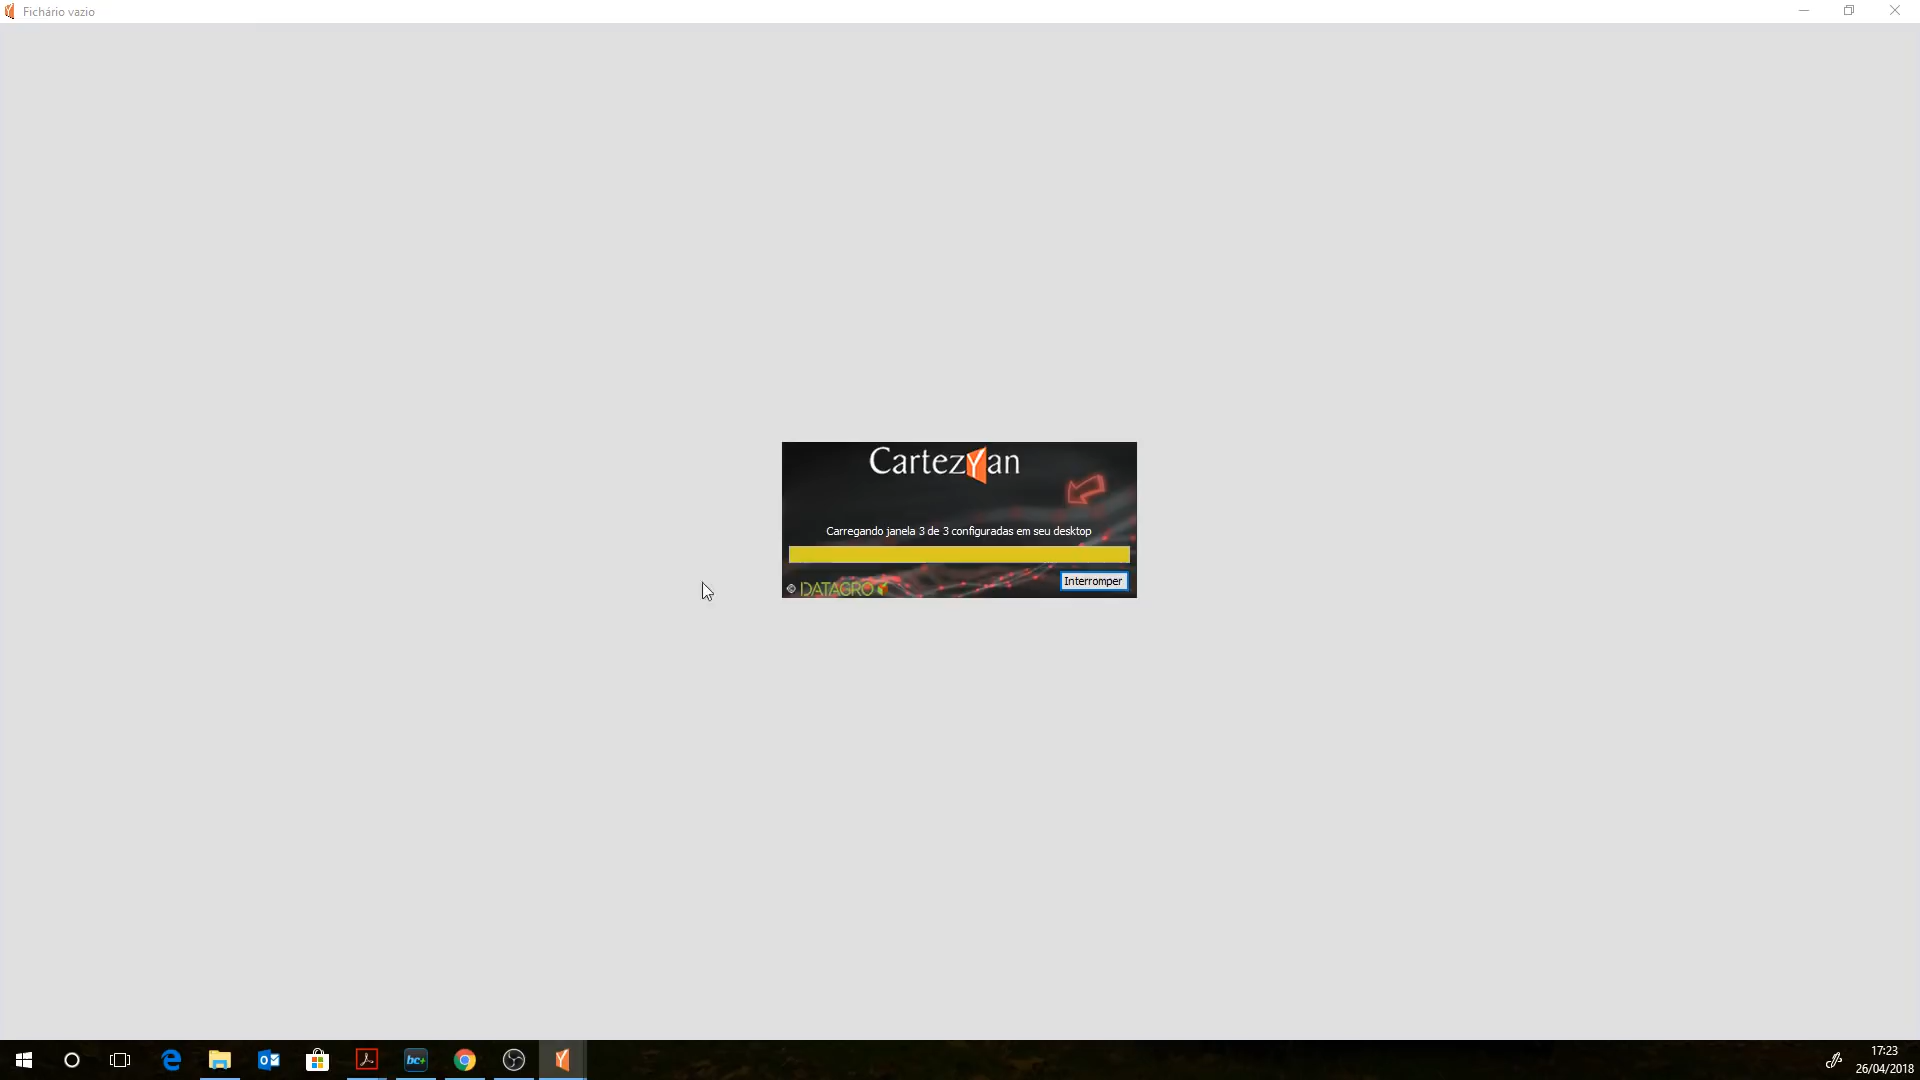 Fichário vazio
Cartezyan
Carregando janela 3 de 3 configuradas em seu desktop
© DATAGRO
Interromper
bc+
17:23
26/04/2018